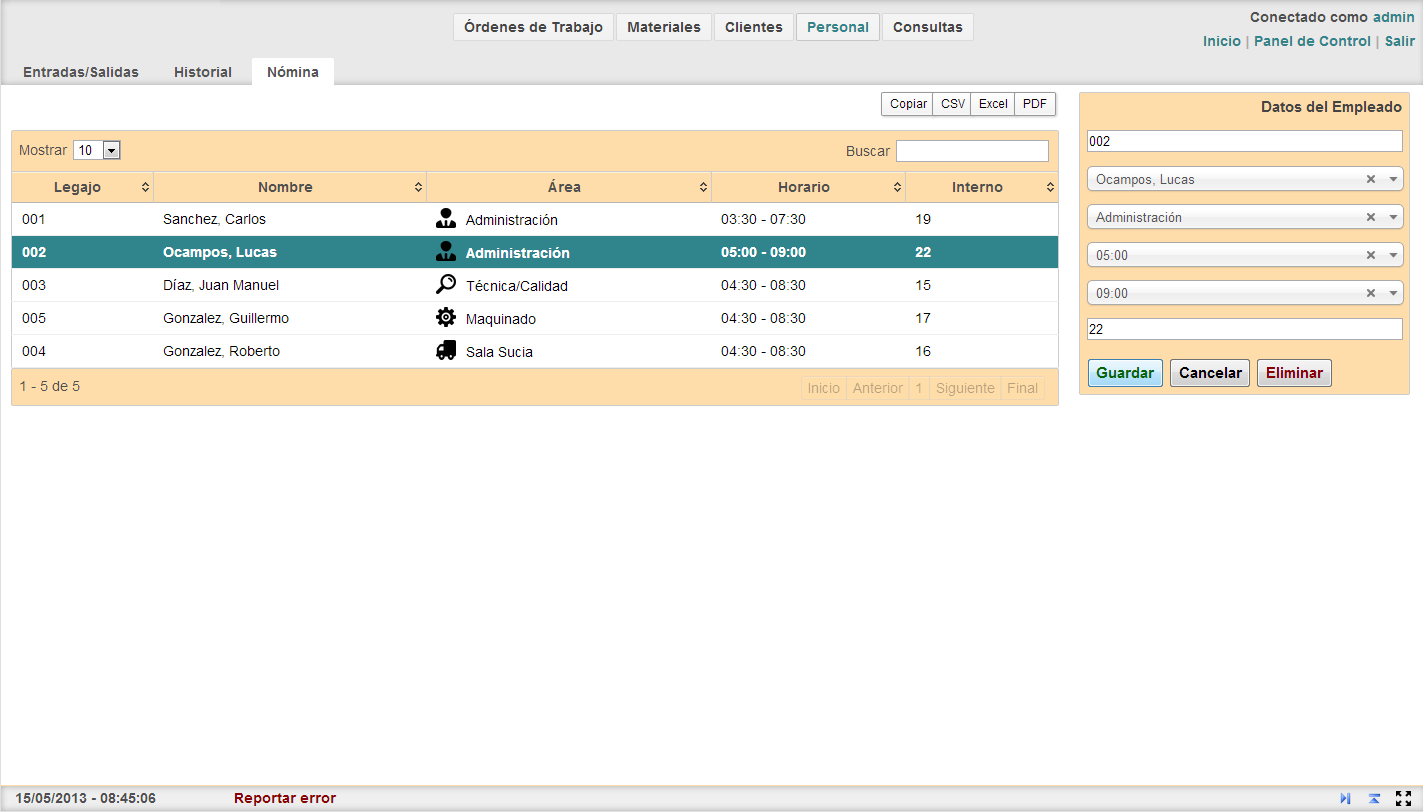 Órdenes de Trabajo Materiales Clientes Personal Consultas
Conectado como admin
Inicio | Panel de Control | Salir
Entradas/Salidas Historial Nómina
Copiar CSV Excel PDF
Mostrar 10 Buscar
Legajo Nombre Área Horario Interno
001 Sanchez, Carlos Administración 03:30 - 07:30 19
002 Ocampos, Lucas Administración 05:00 - 09:00 22
003 Díaz, Juan Manuel Técnica/Calidad 04:30 - 08:30 15
005 Gonzalez, Guillermo Maquinado 04:30 - 08:30 17
004 Gonzalez, Roberto Sala Sucia 04:30 - 08:30 16
1 - 5 de 5 Inicio Anterior 1 Siguiente Final
Datos del Empleado
002
Ocampos, Lucas
Administración
05:00
09:00
22
Guardar Cancelar Eliminar
15/05/2013 - 08:45:06 Reportar error